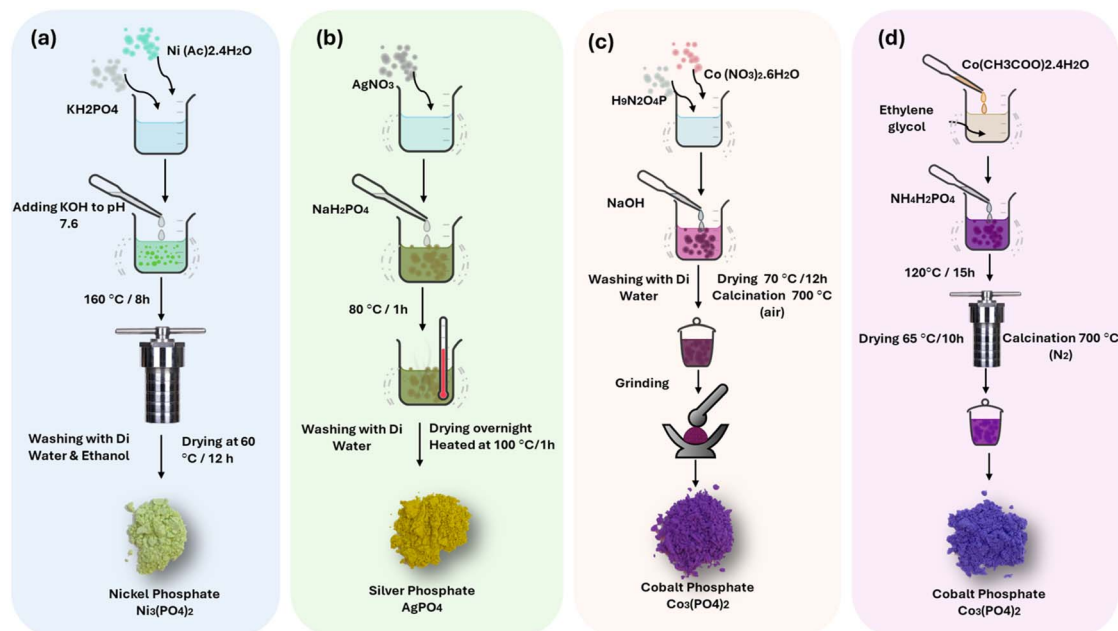 (a)
Ni (Ac)2.4H2O
KH2PO4
Adding KOH to pH
7.6
160 °C / 8h
Washing with Di
Water & Ethanol
Drying at 60
°C / 12 h
Nickel Phosphate
Ni3(PO4)2
(b)
AgNO3
NaH2PO4
80 °C / 1h
Washing with Di
Water
Drying overnight
Heated at 100 °C/1h
Silver Phosphate
AgPO4
(c)
Co (NO3)2.6H2O
H9N2O4P
NaOH
Washing with Di
Water
Drying 70 °C /12h
Calcination 700 °C
(air)
Grinding
Cobalt Phosphate
Co3(PO4)2
(d)
Co(CH3COO)2.4H2O
Ethylene
glycol
NH4H2PO4
120°C / 15h
Drying 65 °C/10h
Calcination 700 °C
(N2)
Cobalt Phosphate
Co3(PO4)2